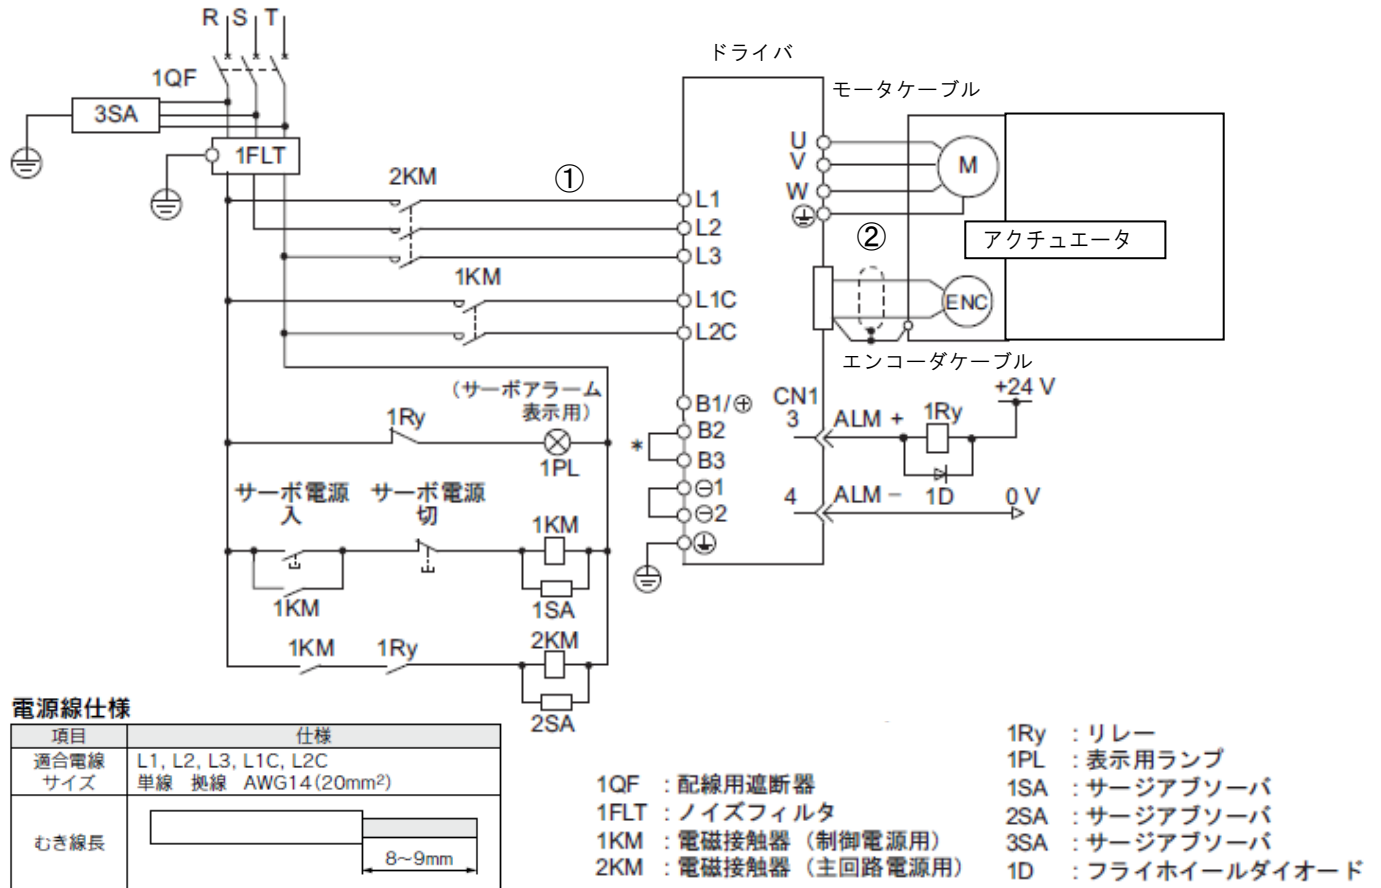 R S T
ドライバ
1QF
モータケーブル
3SA
1FLT
U
V
W
M
2KM
①
L1
L2
L3
②
アクチュエータ
1KM
L1C
L2C
ENC
エンコーダケーブル
(サーボアラーム
表示用)
1Ry
1PL
B1/⊕
B2
*
B3
⊖1
⊖2
CN1
3
ALM +
1Ry
+24 V
4
ALM −
1D
0 V
サーボ電源
入
サーボ電源
切
1KM
1KM
1SA
1KM
1Ry
2KM
2SA
電源線仕様
項目
仕様
適合電線
サイズ
L1, L2, L3, L1C, L2C
単線 拠線 AWG14(20mm²)
むき線長
8~9mm
1QF : 配線用遮断器
1FLT : ノイズフィルタ
1KM : 電磁接触器 (制御電源用)
2KM : 電磁接触器 (主回路電源用)
1Ry : リレー
1PL : 表示用ランプ
1SA : サージアブソーバ
2SA : サージアブソーバ
3SA : サージアブソーバ
1D : フライホイールダイオード